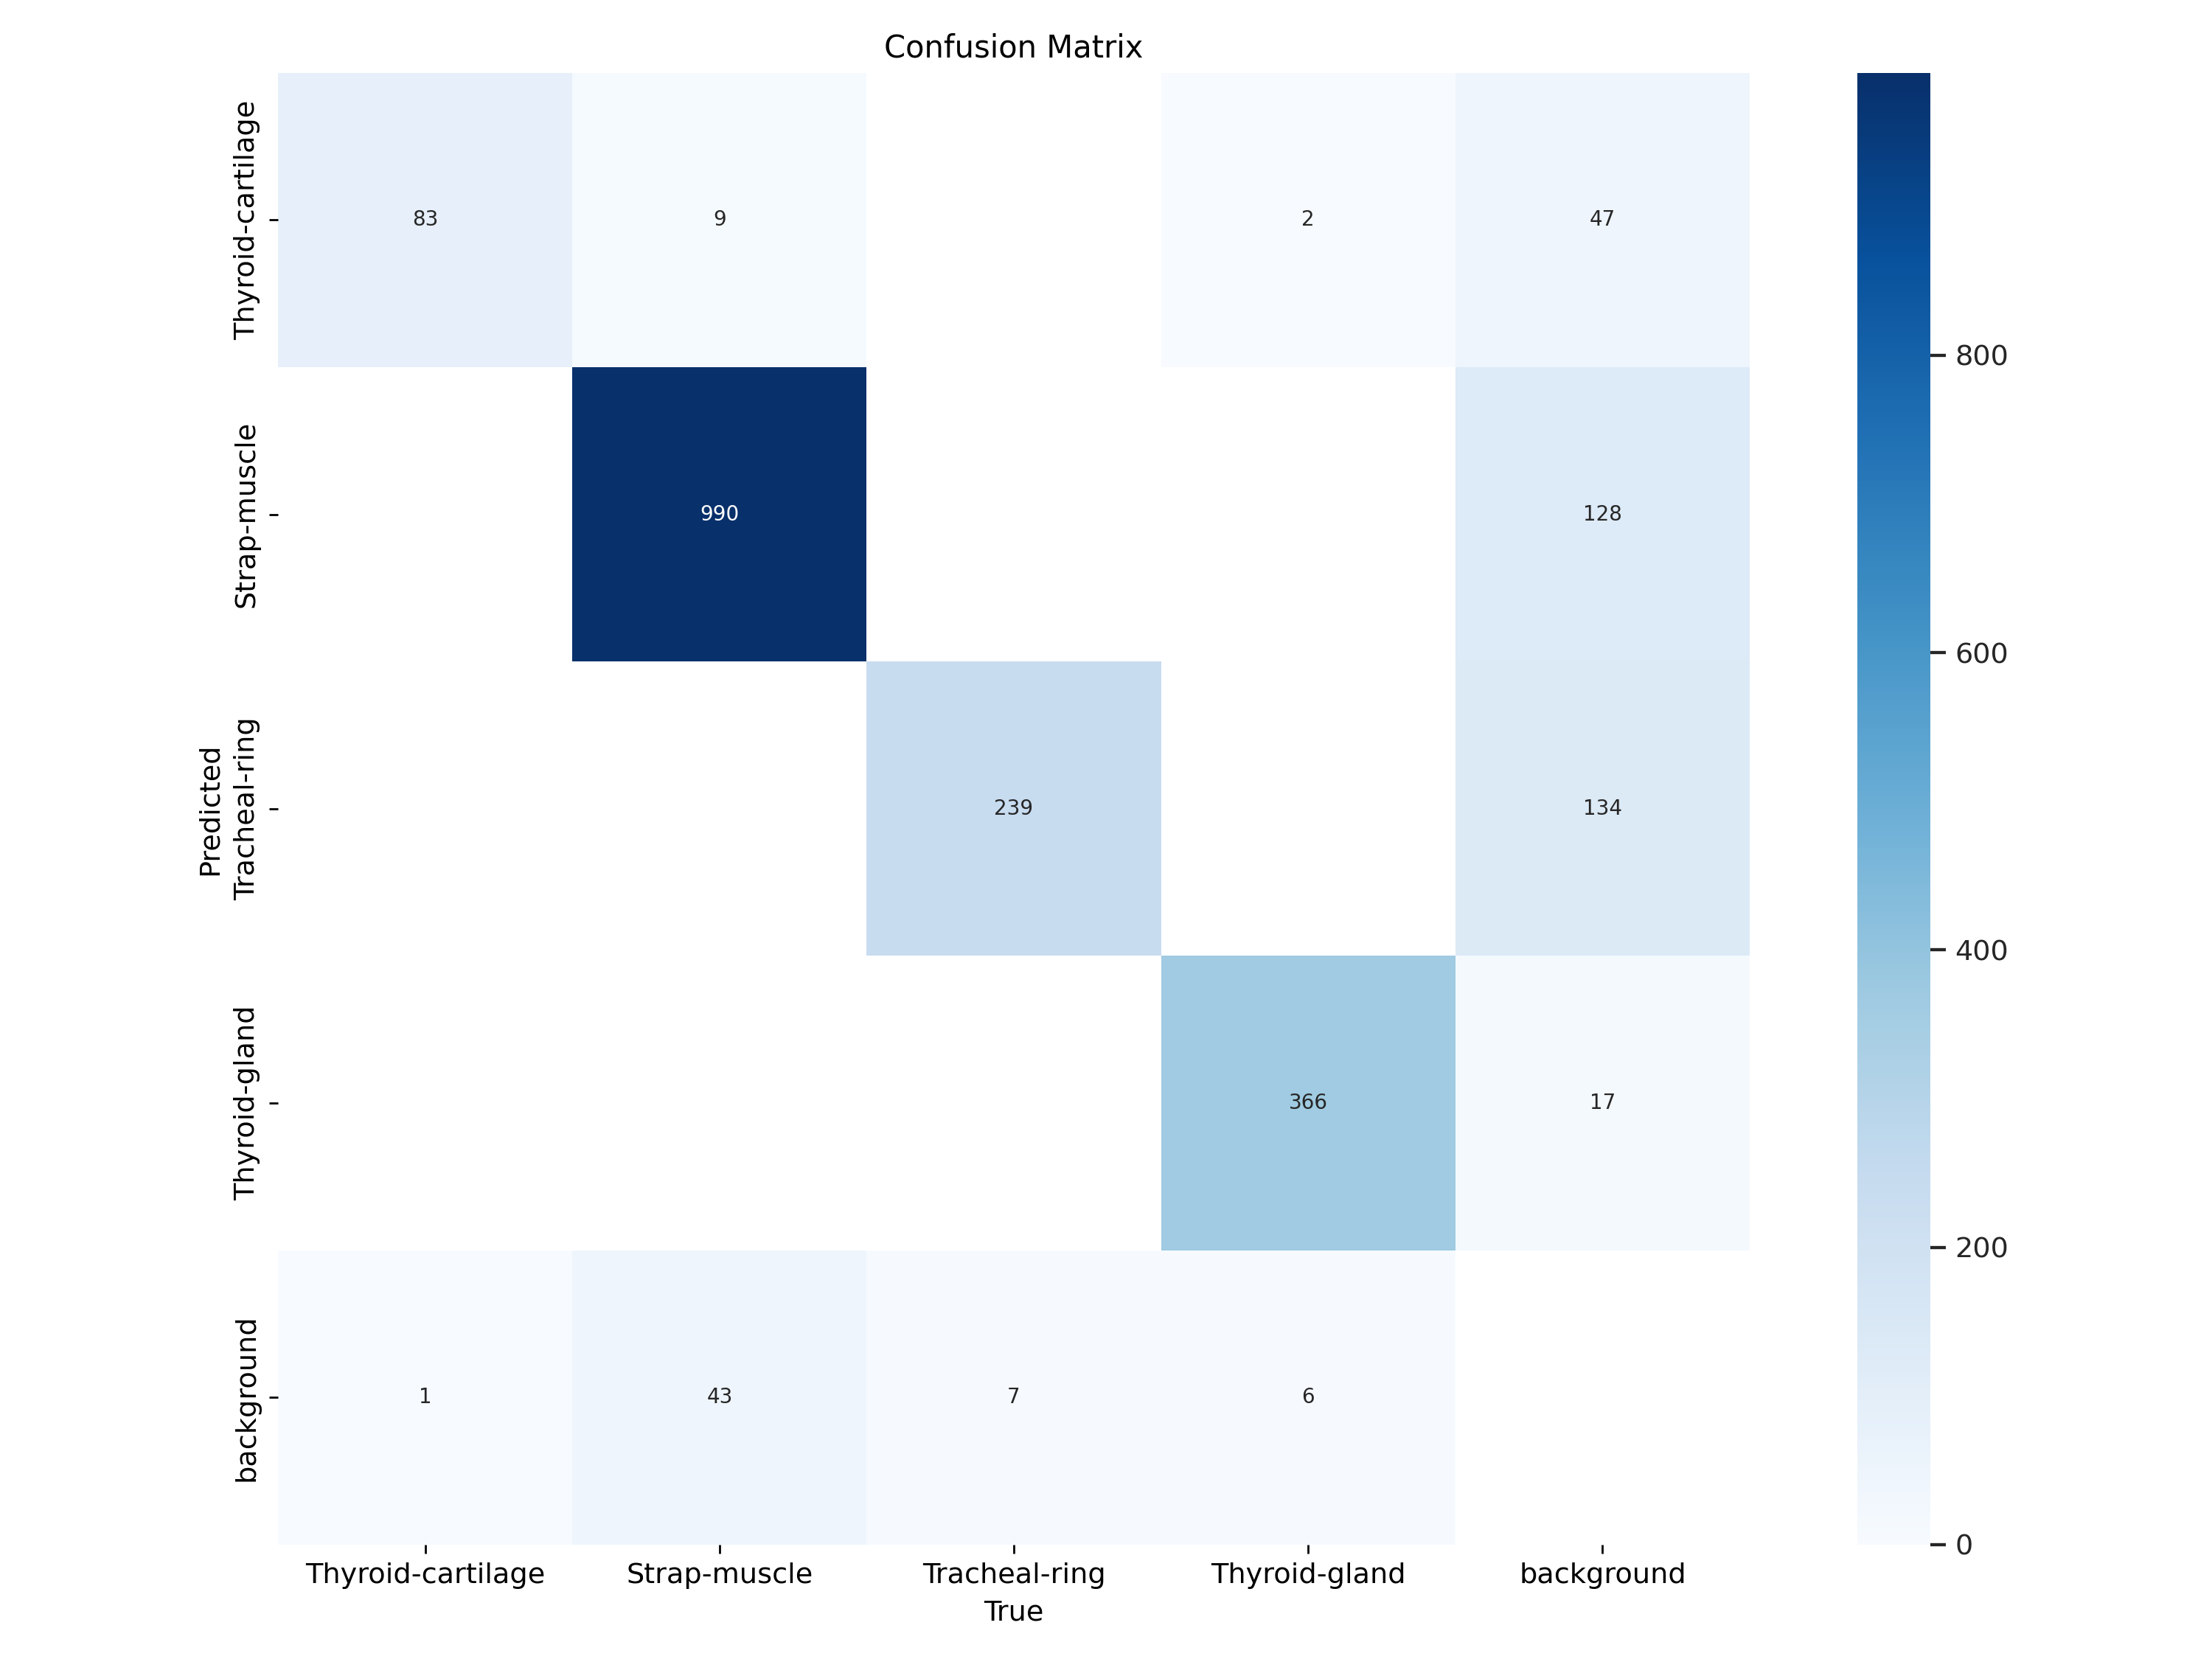 Confusion Matrix
Thyroid-cartilage
83
9
2
47
Strap-muscle
990
128
Predicted
Tracheal-ring
239
134
Thyroid-gland
366
17
background
1
43
7
6
Thyroid-cartilage
Strap-muscle
Tracheal-ring
Thyroid-gland
background
True
800
600
400
200
0